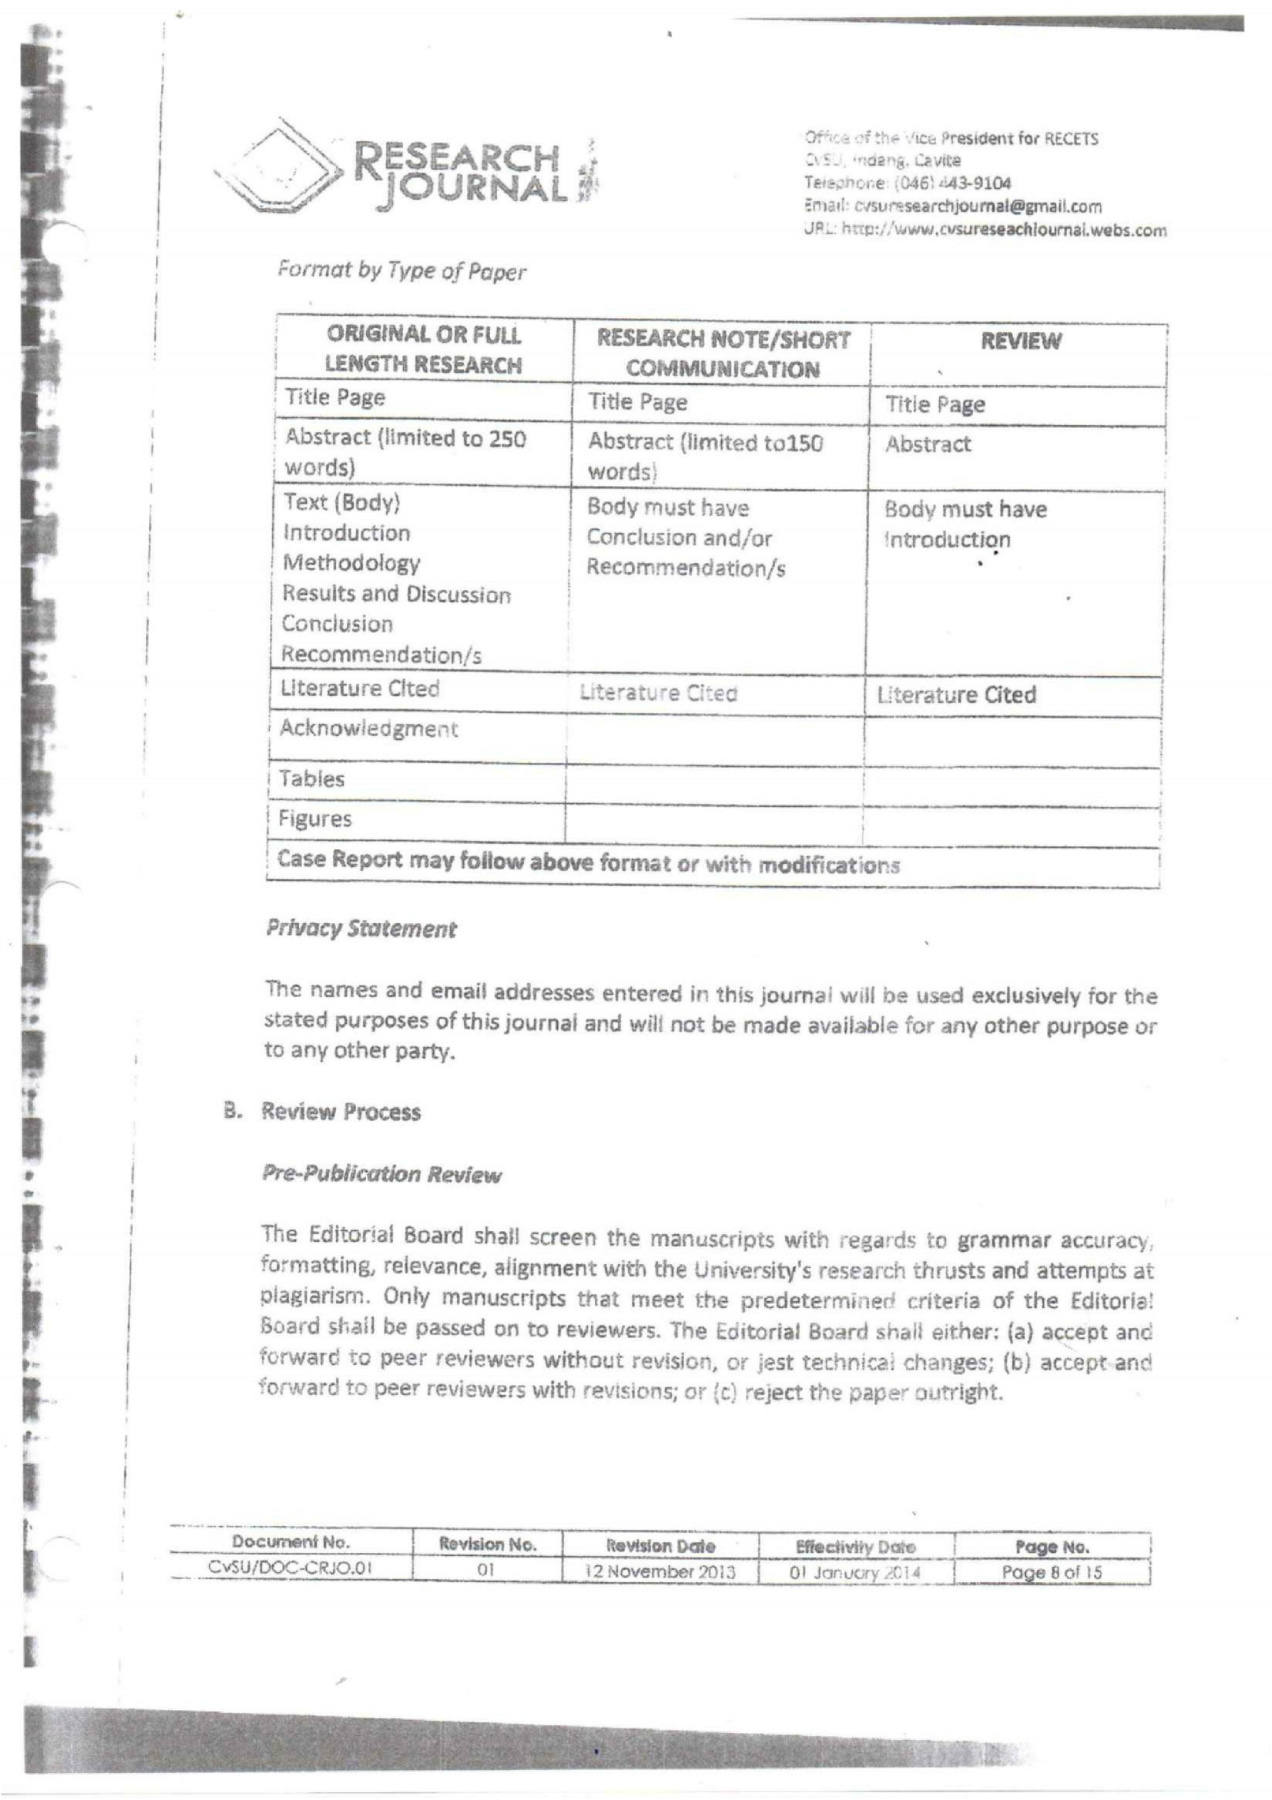 RESEARCH
JOURNAL
Office of the Vice President for RECETS
CvSU, Indang, Cavite
Telephone: (046) 443-9104
Email: cvsuresearchjournal@gmail.com
URL: http://www.cvsureseachjournal.webs.com
Format by Type of Paper
ORIGINAL OR FULL LENGTH RESEARCH | RESEARCH NOTE/SHORT COMMUNICATION | REVIEW
Title Page | Title Page | Title Page
Abstract (limited to 250 words) | Abstract (limited to150 words) | Abstract
Text (Body) Introduction Methodology Results and Discussion Conclusion Recommendation/s | Body must have Conclusion and/or Recommendation/s | Body must have Introduction
Literature Cited | Literature Cited | Literature Cited
Acknowledgment
Tables
Figures
Case Report may follow above format or with modifications
Privacy Statement
The names and email addresses entered in this journal will be used exclusively for the
stated purposes of this journal and will not be made available for any other purpose or
to any other party.
B. Review Process
Pre-Publication Review
The Editorial Board shall screen the manuscripts with regards to grammar accuracy,
formatting, relevance, alignment with the University's research thrusts and attempts at
plagiarism. Only manuscripts that meet the predetermined criteria of the Editorial
Board shall be passed on to reviewers. The Editorial Board shall either: (a) accept and
forward to peer reviewers without revision, or jest technical changes; (b) accept and
forward to peer reviewers with revisions; or (c) reject the paper outright.
Document No. | Revision No. | Revision Date | Effectivity Date | Page No.
CvSU/DOC-CRJO.01 | 01 | 12 November 2013 | 01 January 2014 | Page 8 of 15